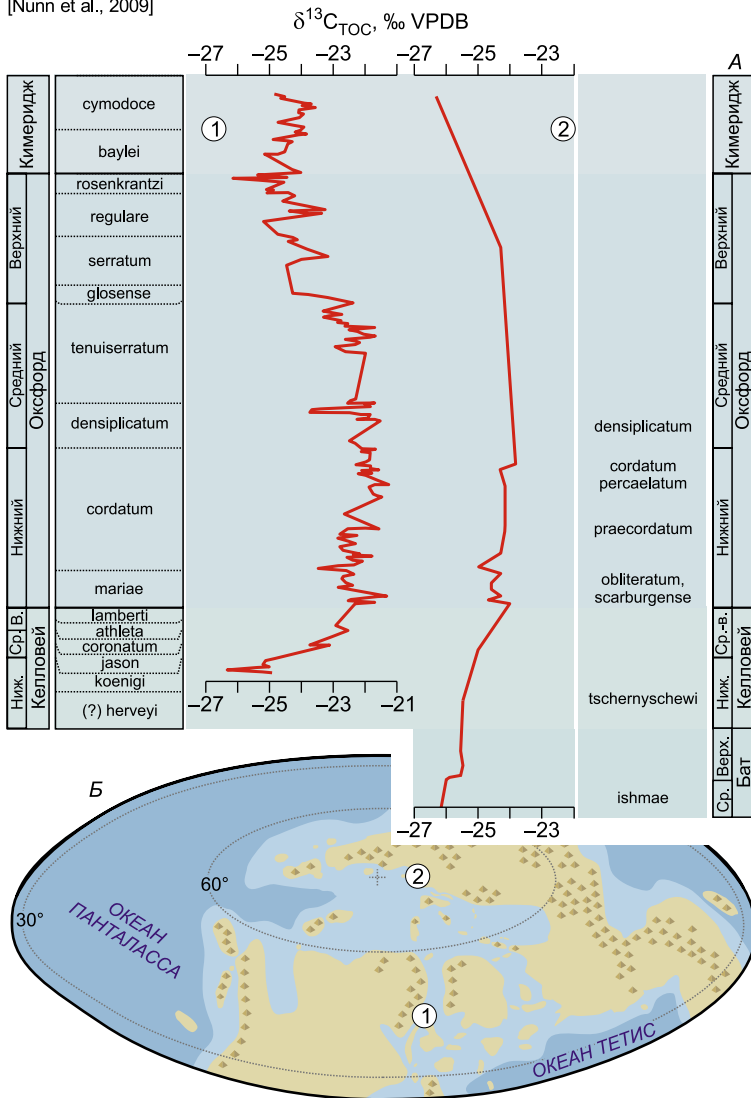 [Nunn et al., 2009]
δ¹³C_TOC, ‰ VPDB
–27 –25 –23 –27 –25 –23
А
1
2
Кимеридж
Оксфорд
Келловей
Верхний
Средний
Нижний
В.
Ср.
Ниж.
cymodoce
baylei
rosenkrantzi
regulare
serratum
glosense
tenuiserratum
densiplicatum
cordatum
mariae
lamberti
athleta
coronatum
jason
koenigi
(?) herveyi
–27 –25 –23 –21
densiplicatum
cordatum
percaelatum
praecordatum
obliteratum,
scarburgense
tschernyschewi
ishmae
Кимеридж
Верхний
Средний
Нижний
Ср.-в.
Ниж.
Верх.
Ср.
Оксфорд
Келловей
Бат
–27 –25 –23
Б
60°
30°
ОКЕАН
ПАНТАЛАССА
2
1
ОКЕАН ТЕТИС